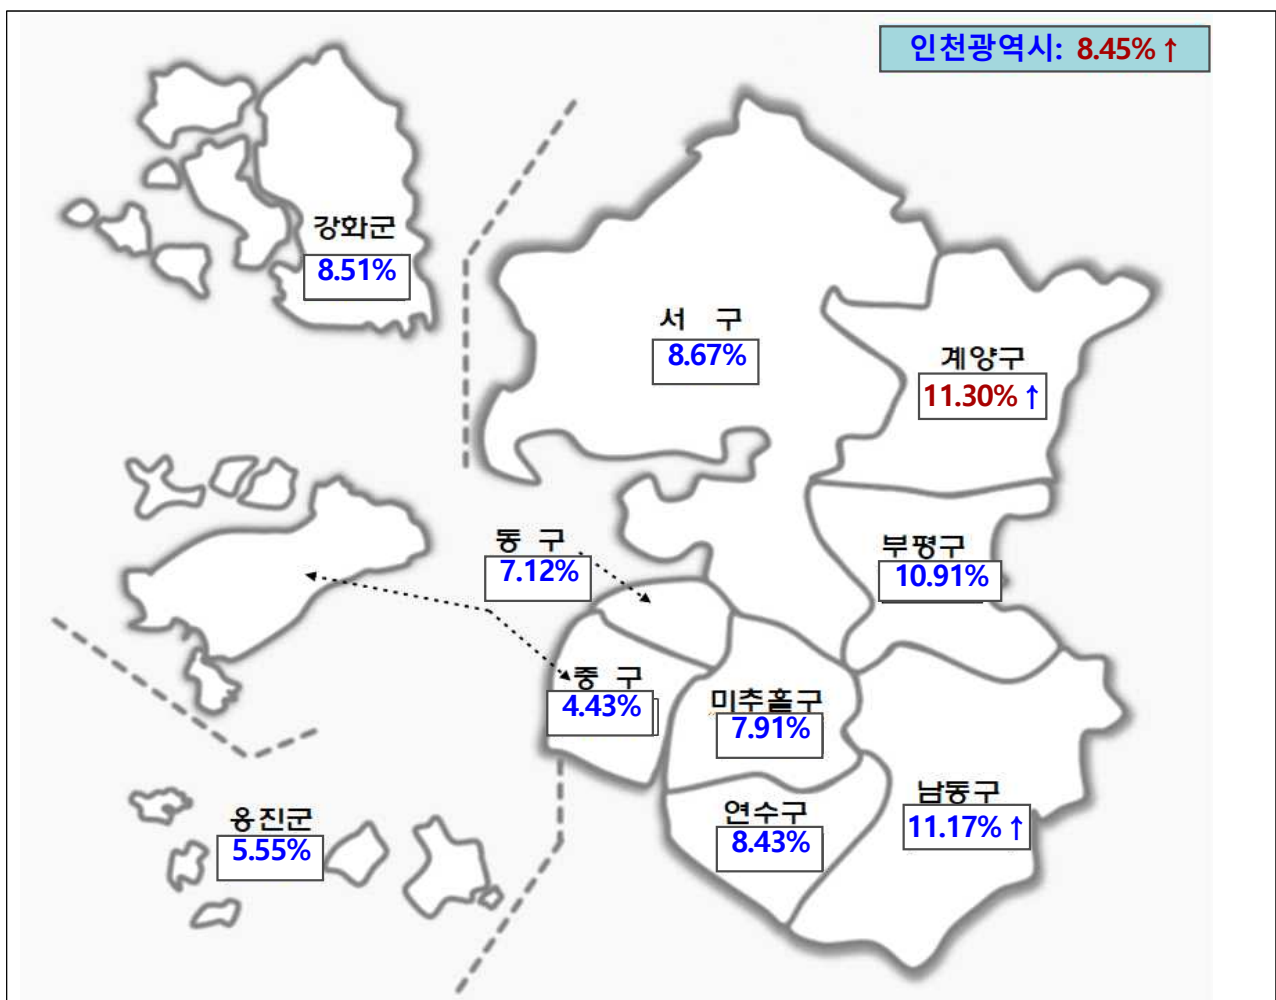 인천광역시: 8.45% ↑
강화군
8.51%
서 구
8.67%
계양구
11.30% ↑
동 구
7.12%
부평구
10.91%
중 구
4.43%
미추홀구
7.91%
옹진군
5.55%
연수구
8.43%
남동구
11.17% ↑